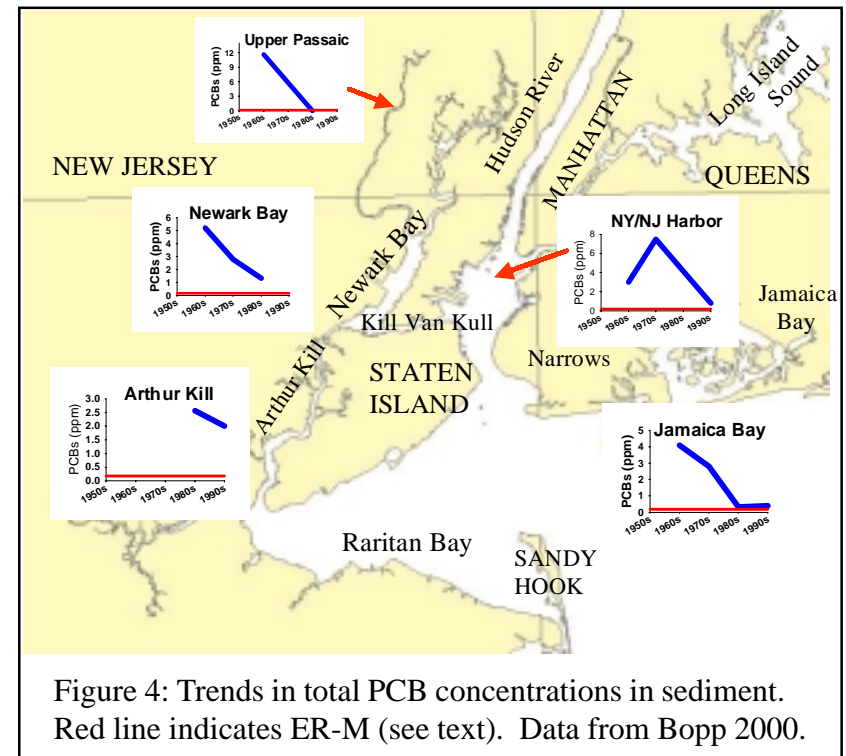 Upper Passaic
PCBs (ppm)
12
9
6
3
0
1950s 1960s 1970s 1980s 1990s
Hudson River
MANHATTAN
Long Island
Sound
NEW JERSEY
QUEENS
Newark Bay
PCBs (ppm)
6
5
4
3
2
1
0
1950s 1960s 1970s 1980s 1990s
Newark Bay
NY/NJ Harbor
PCBs (ppm)
8
6
4
2
0
1950s 1960s 1970s 1980s 1990s
Jamaica
Bay
Kill Van Kull
Narrows
STATEN
ISLAND
Arthur Kill
Arthur Kill
PCBs (ppm)
3.0
2.5
2.0
1.5
1.0
0.5
0.0
1950s 1960s 1970s 1980s 1990s
Jamaica Bay
PCBs (ppm)
5
4
3
2
1
0
1950s 1960s 1970s 1980s 1990s
Raritan Bay
SANDY
HOOK
Figure 4: Trends in total PCB concentrations in sediment.
Red line indicates ER-M (see text).  Data from Bopp 2000.